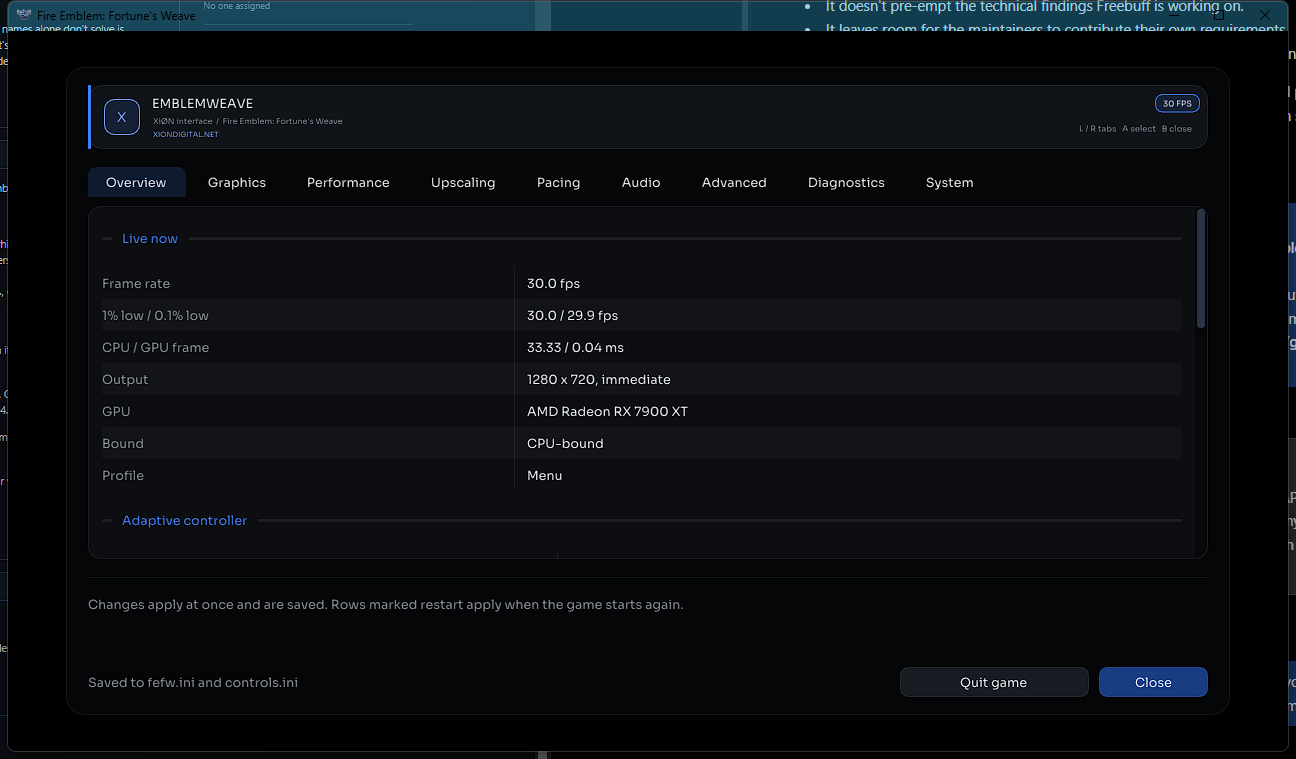 No one assigned
It doesn't pre-empt the technical findings Freebuff is working on.
Fire Emblem: Fortune's Weave
names alone don't solve is
It leaves room for the maintainers to contribute their own requirements
EMBLEMWEAVE
X
XIØN Interface / Fire Emblem: Fortune's Weave
XIONDIGITAL.NET
30 FPS
L / R tabs A select B close
Overview
Graphics
Performance
Upscaling
Pacing
Audio
Advanced
Diagnostics
System
Live now
Frame rate 30.0 fps
1% low / 0.1% low 30.0 / 29.9 fps
CPU / GPU frame 33.33 / 0.04 ms
Output 1280 x 720, immediate
GPU AMD Radeon RX 7900 XT
Bound CPU-bound
Profile Menu
Adaptive controller
Changes apply at once and are saved. Rows marked restart apply when the game starts again.
Saved to fefw.ini and controls.ini
Quit game
Close